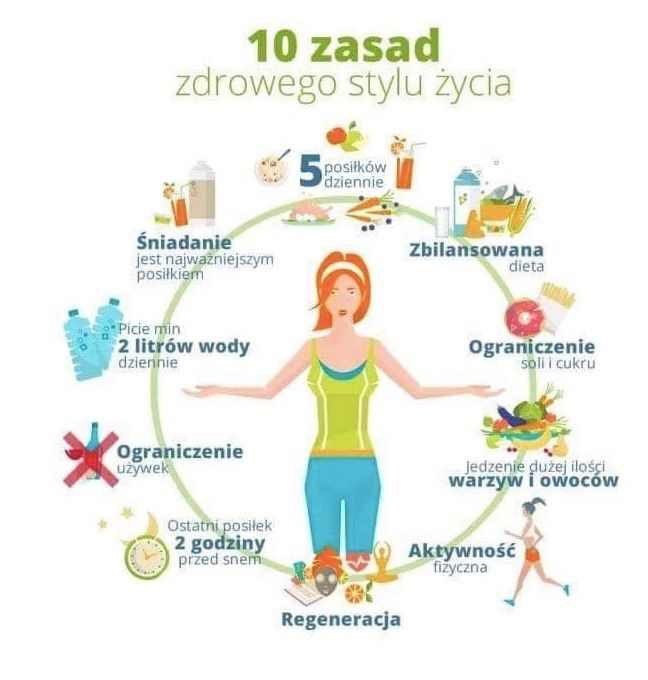 10 zasad
zdrowego stylu życia
5 posiłków
dziennie
Zbilansowana
dieta
Ograniczenie
soli i cukru
Jedzenie dużej ilości
warzyw i owoców
Aktywność
fizyczna
Regeneracja
Ostatni posiłek
2 godziny
przed snem
Ograniczenie
używek
Picie min
2 litrów wody
dziennie
Śniadanie
jest najważniejszym
posiłkiem